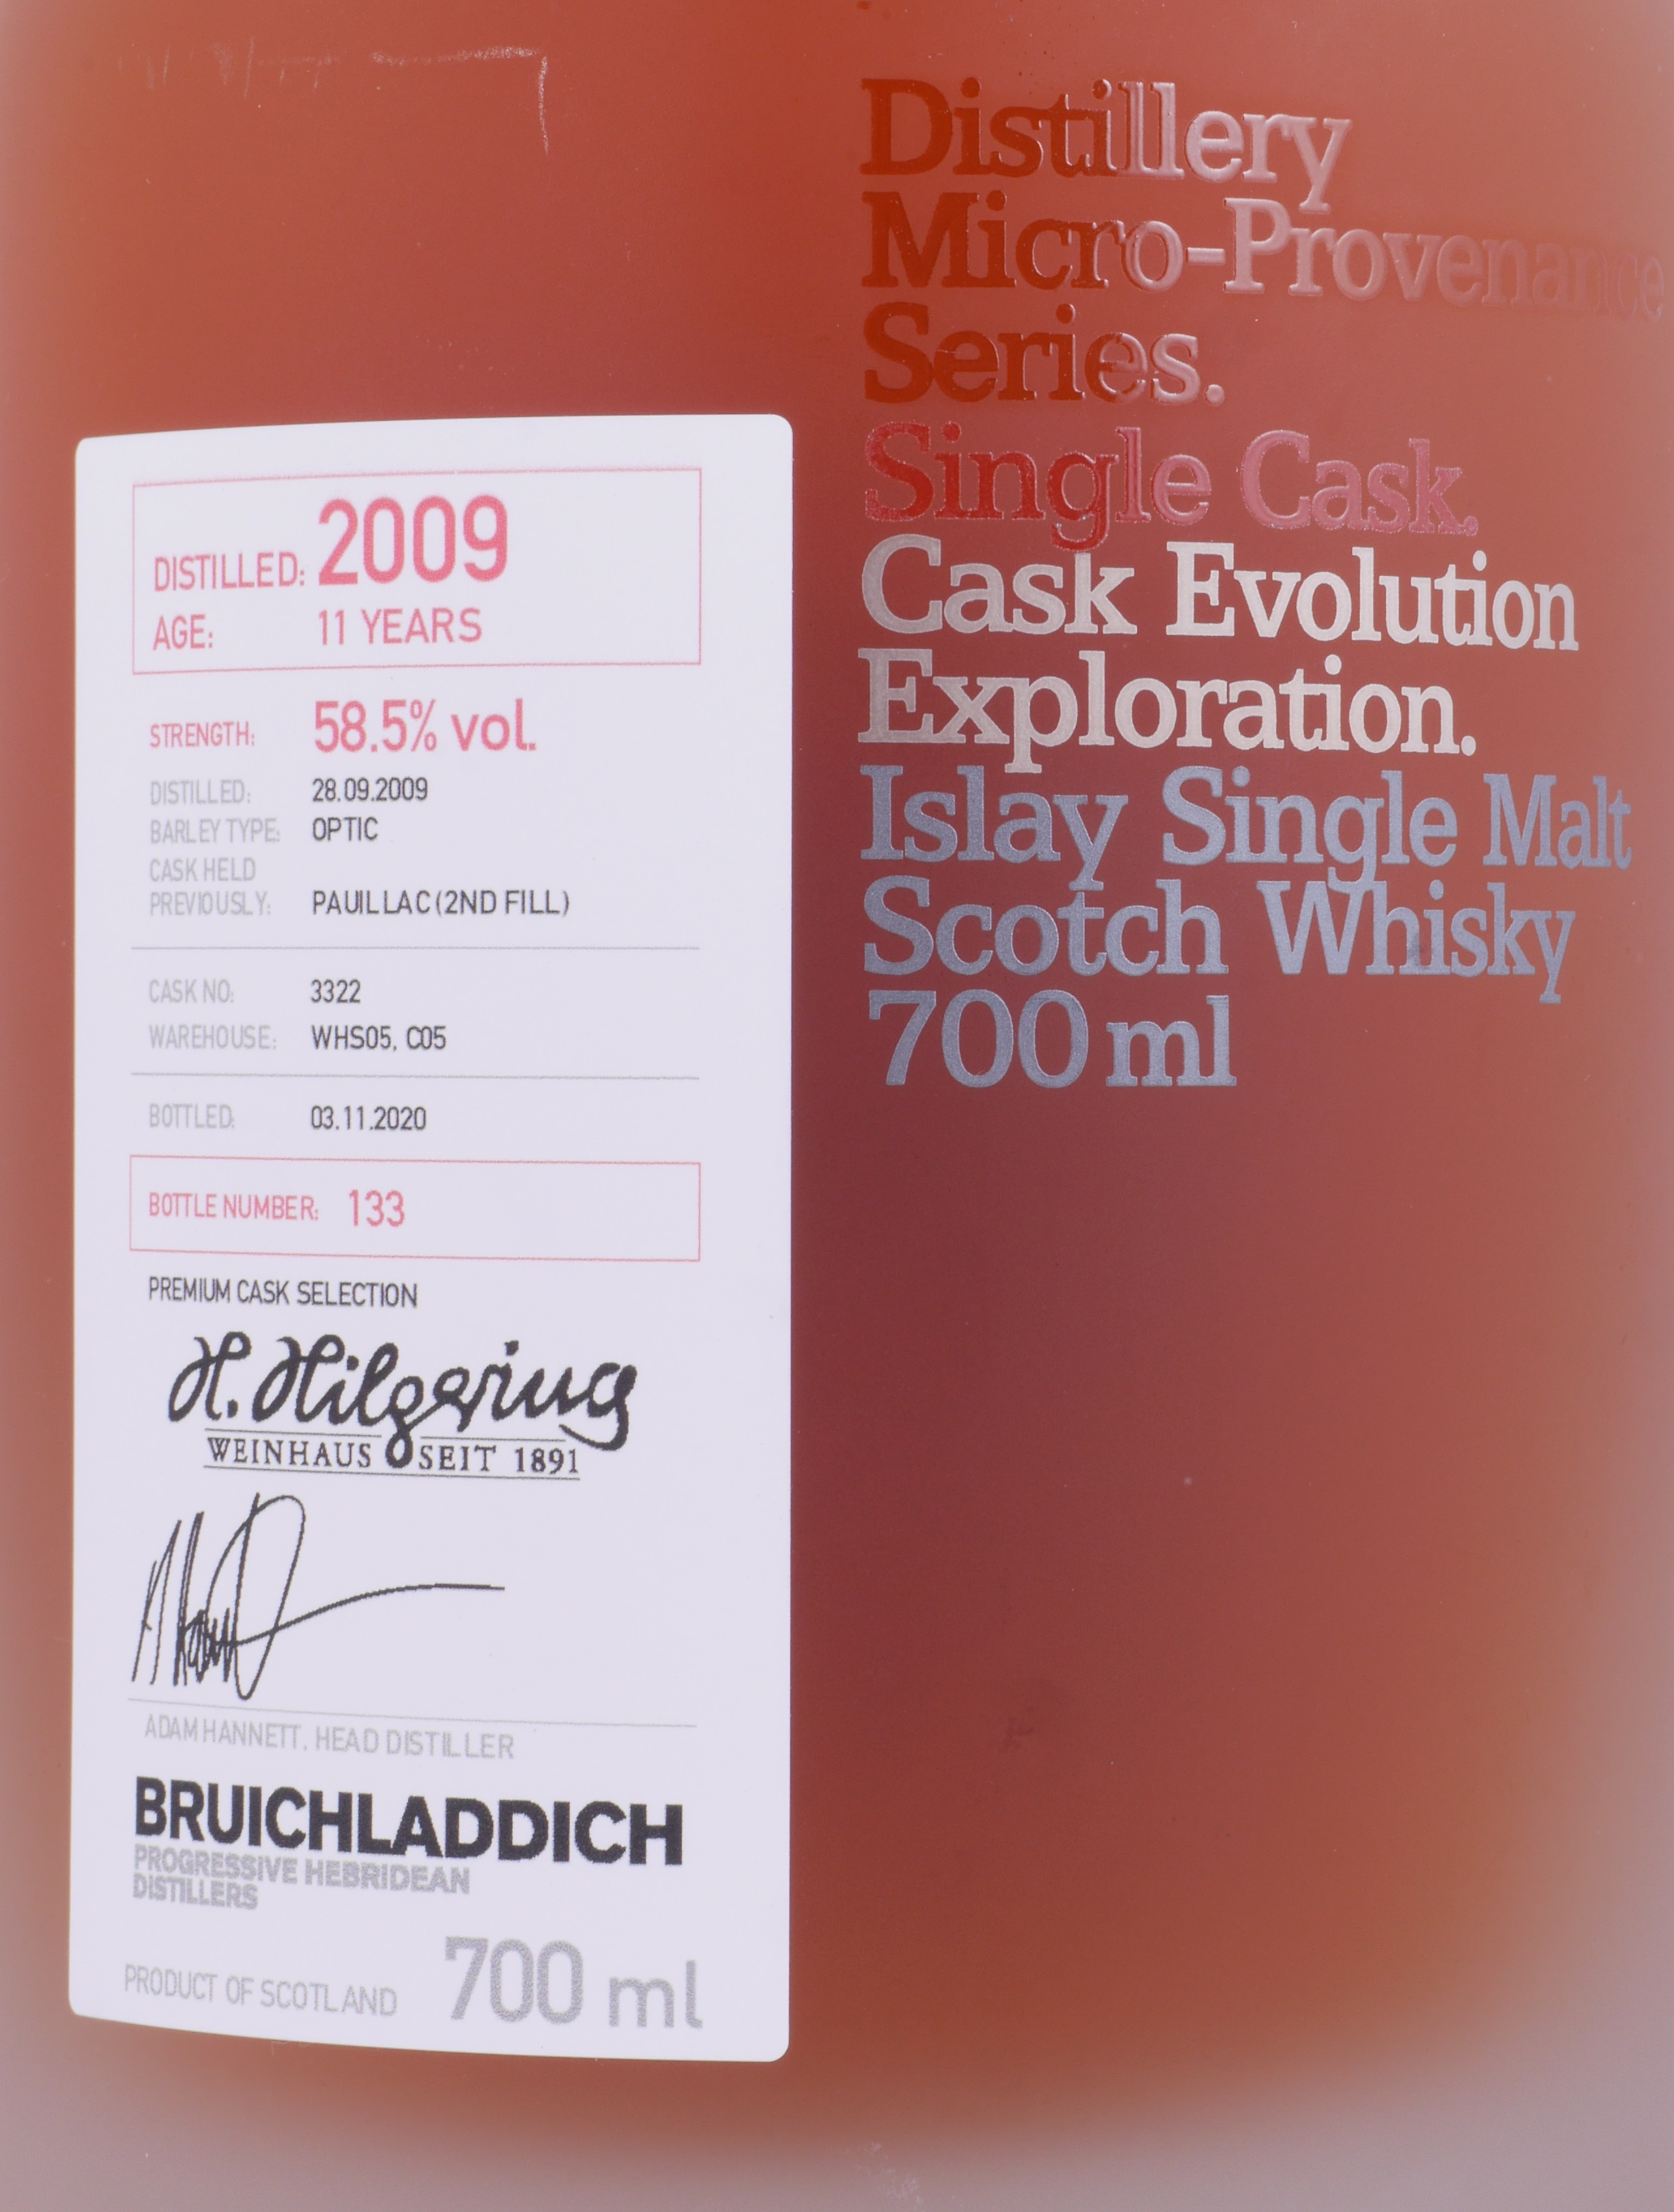 DISTILLED: 2009
AGE: 11 YEARS
STRENGTH: 58.5% vol.
DISTILLED: 28.09.2009
BARLEY TYPE: OPTIC
CASK HELD
PREVIOUSLY: PAUILLAC (2ND FILL)
CASK NO: 3322
WAREHOUSE: WHS05, C05
BOTTLED: 03.11.2020
BOTTLE NUMBER: 133
PREMIUM CASK SELECTION
H. Hilgering
WEINHAUS SEIT 1891
ADAM HANNETT, HEAD DISTILLER
BRUICHLADDICH
PROGRESSIVE HEBRIDEAN
DISTILLERS
PRODUCT OF SCOTLAND 700 ml
Distillery
Micro-Provenance
Series.
Single Cask.
Cask Evolution
Exploration.
Islay Single Malt
Scotch Whisky
700 ml